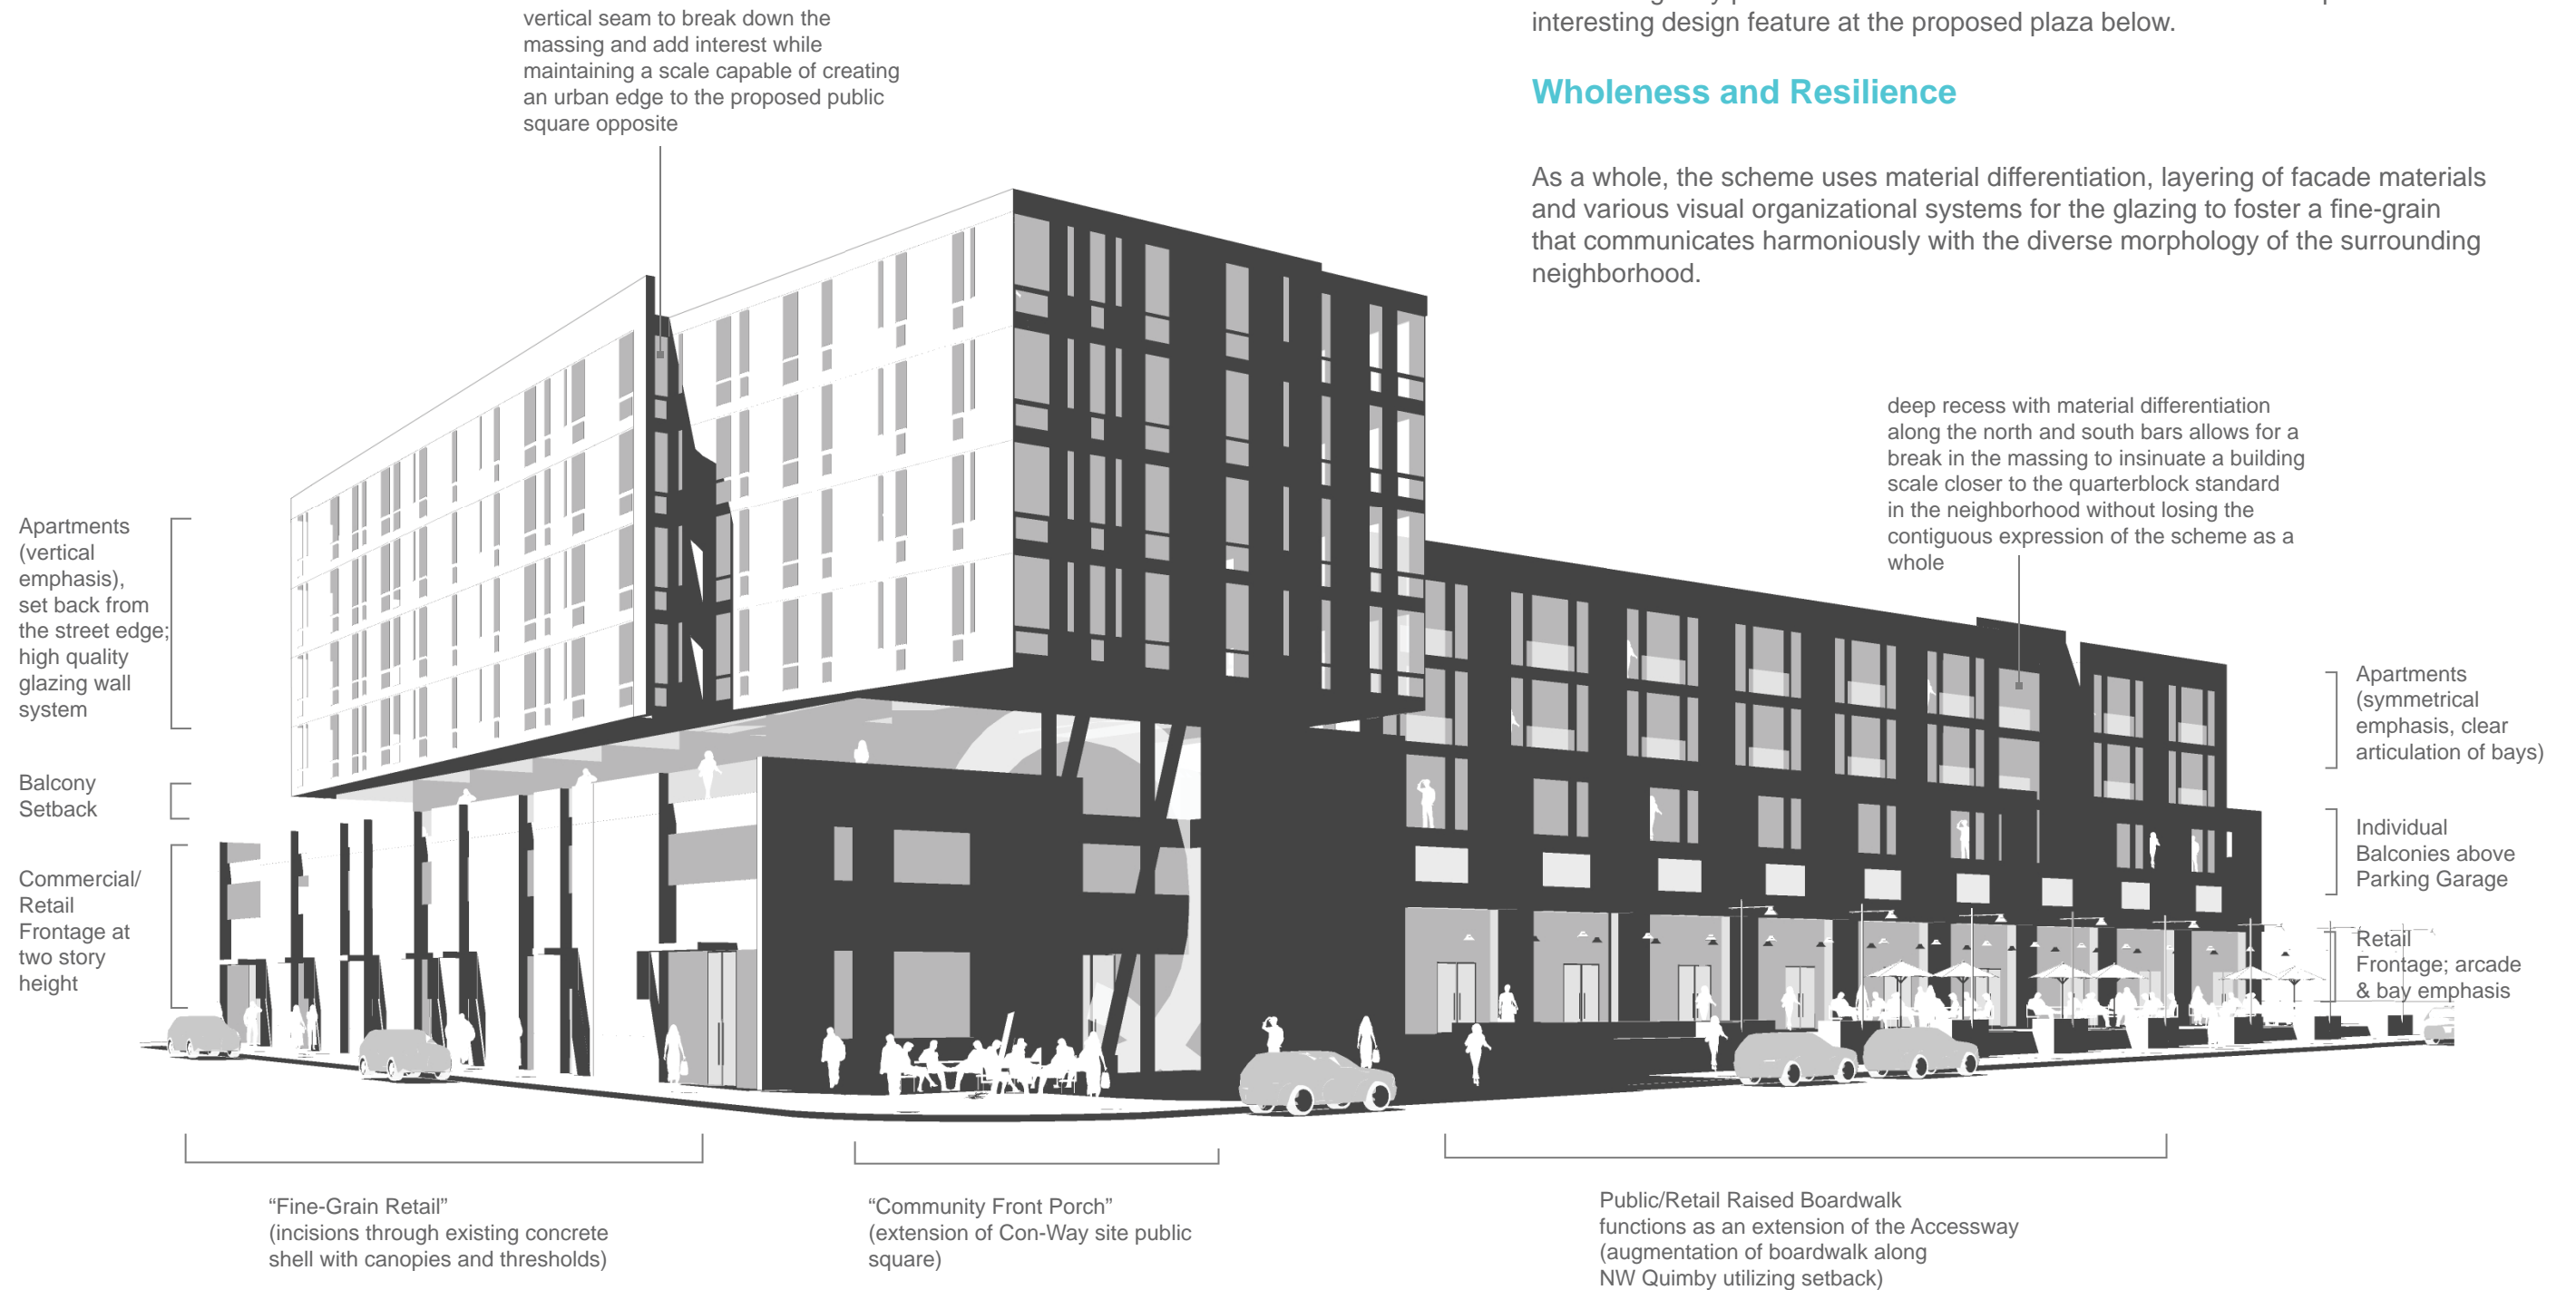 vertical seam to break down the
massing and add interest while
maintaining a scale capable of creating
an urban edge to the proposed public
square opposite
interesting design feature at the proposed plaza below.
Wholeness and Resilience
As a whole, the scheme uses material differentiation, layering of facade materials
and various visual organizational systems for the glazing to foster a fine-grain
that communicates harmoniously with the diverse morphology of the surrounding
neighborhood.
deep recess with material differentiation
along the north and south bars allows for a
break in the massing to insinuate a building
scale closer to the quarterblock standard
in the neighborhood without losing the
contiguous expression of the scheme as a
whole
Apartments
(vertical
emphasis),
set back from
the street edge;
high quality
glazing wall
system
Balcony
Setback
Commercial/
Retail
Frontage at
two story
height
Apartments
(symmetrical
emphasis, clear
articulation of bays)
Individual
Balconies above
Parking Garage
Retail
Frontage; arcade
& bay emphasis
“Fine-Grain Retail”
(incisions through existing concrete
shell with canopies and thresholds)
“Community Front Porch”
(extension of Con-Way site public
square)
Public/Retail Raised Boardwalk
functions as an extension of the Accessway
(augmentation of boardwalk along
NW Quimby utilizing setback)